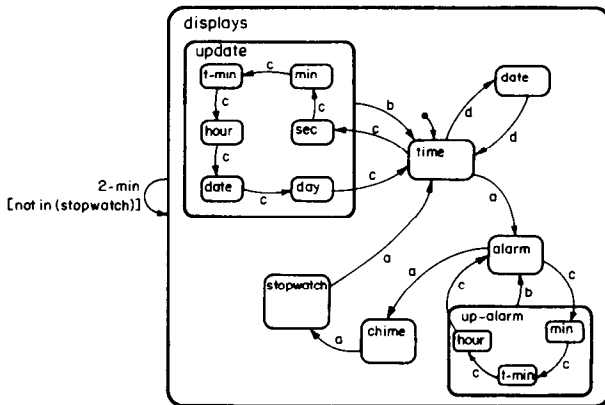 displays
update
t-min
c
min
c
c
hour
sec
c
c
date
c
day
c
b
time
d
date
d
2-min
[not in (stopwatch)]
a
a
alarm
a
c
c
b
stopwatch
a
chime
up-alarm
hour
min
c
t-min
c